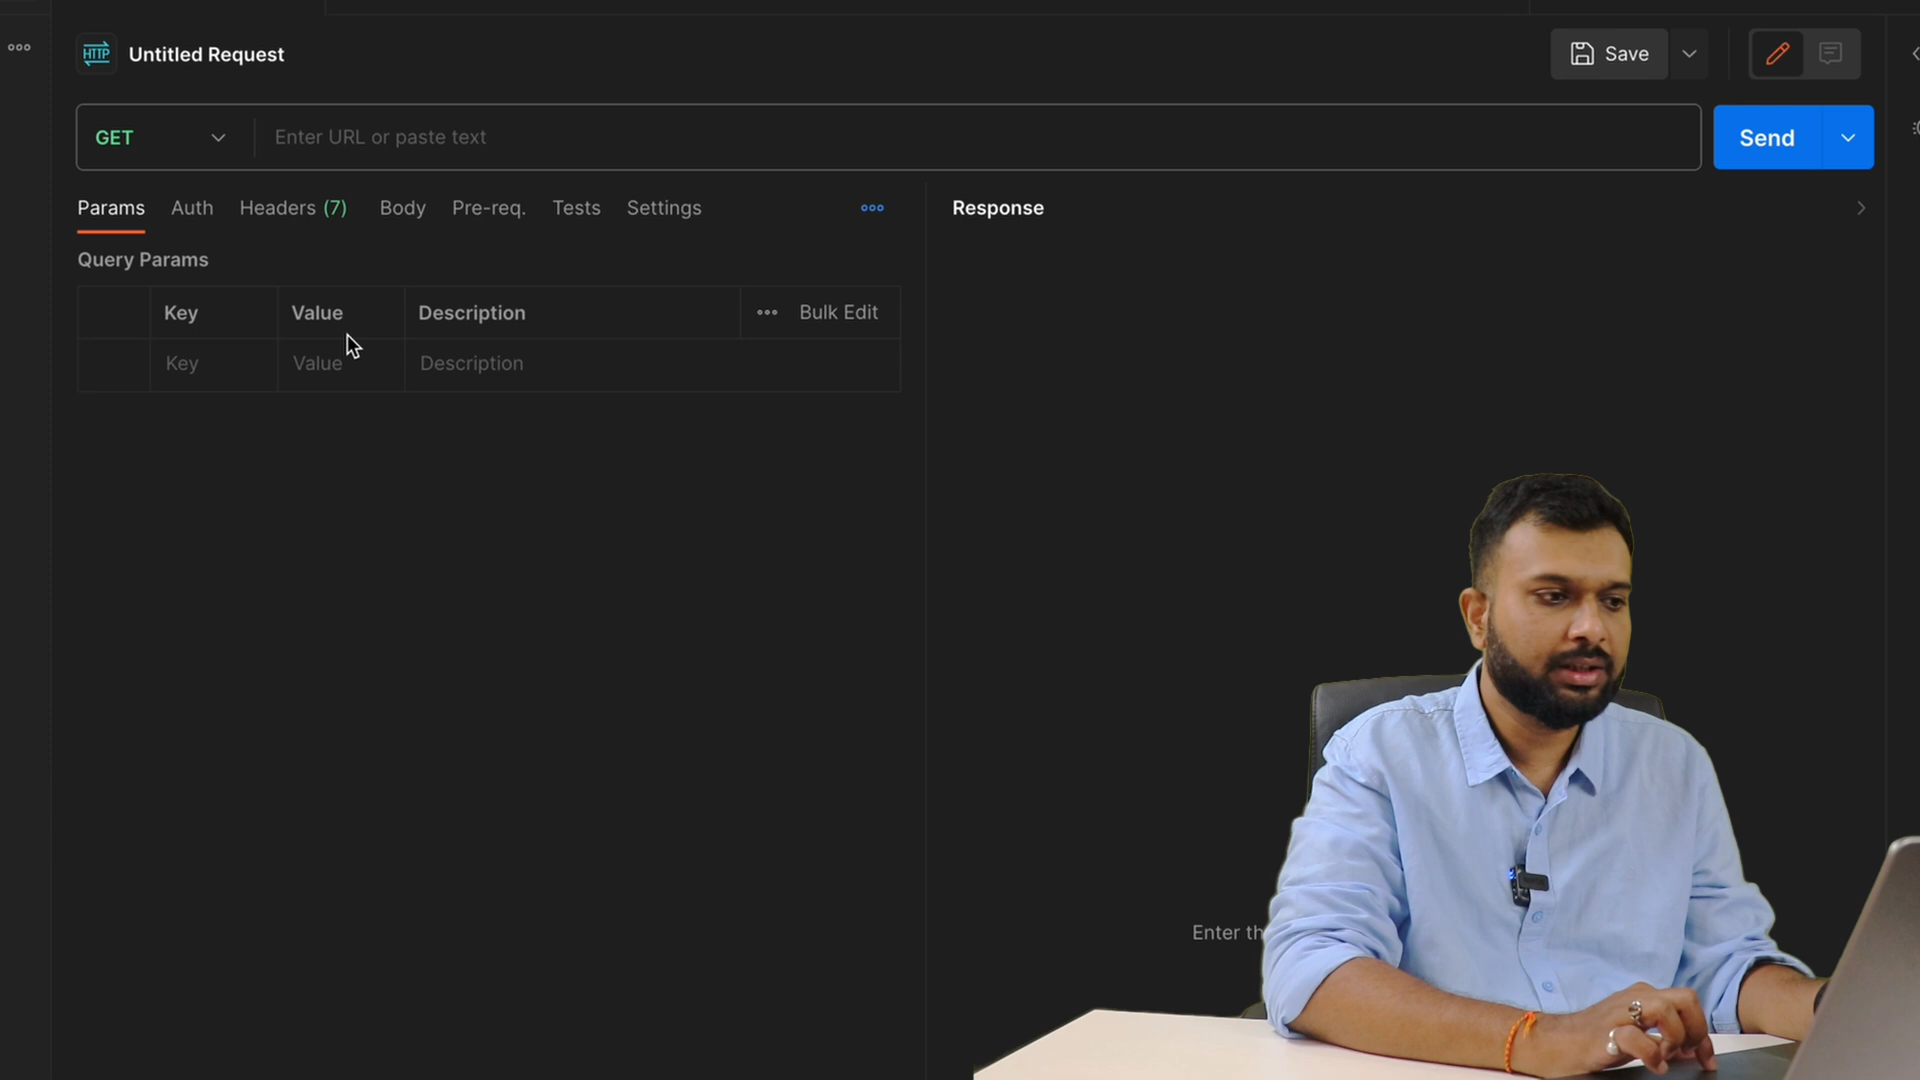 HTTP Untitled Request
Save
GET Enter URL or paste text
Send
Params Auth Headers (7) Body Pre-req. Tests Settings
Response
Query Params
Key Value Description Bulk Edit
Key Value Description
Enter